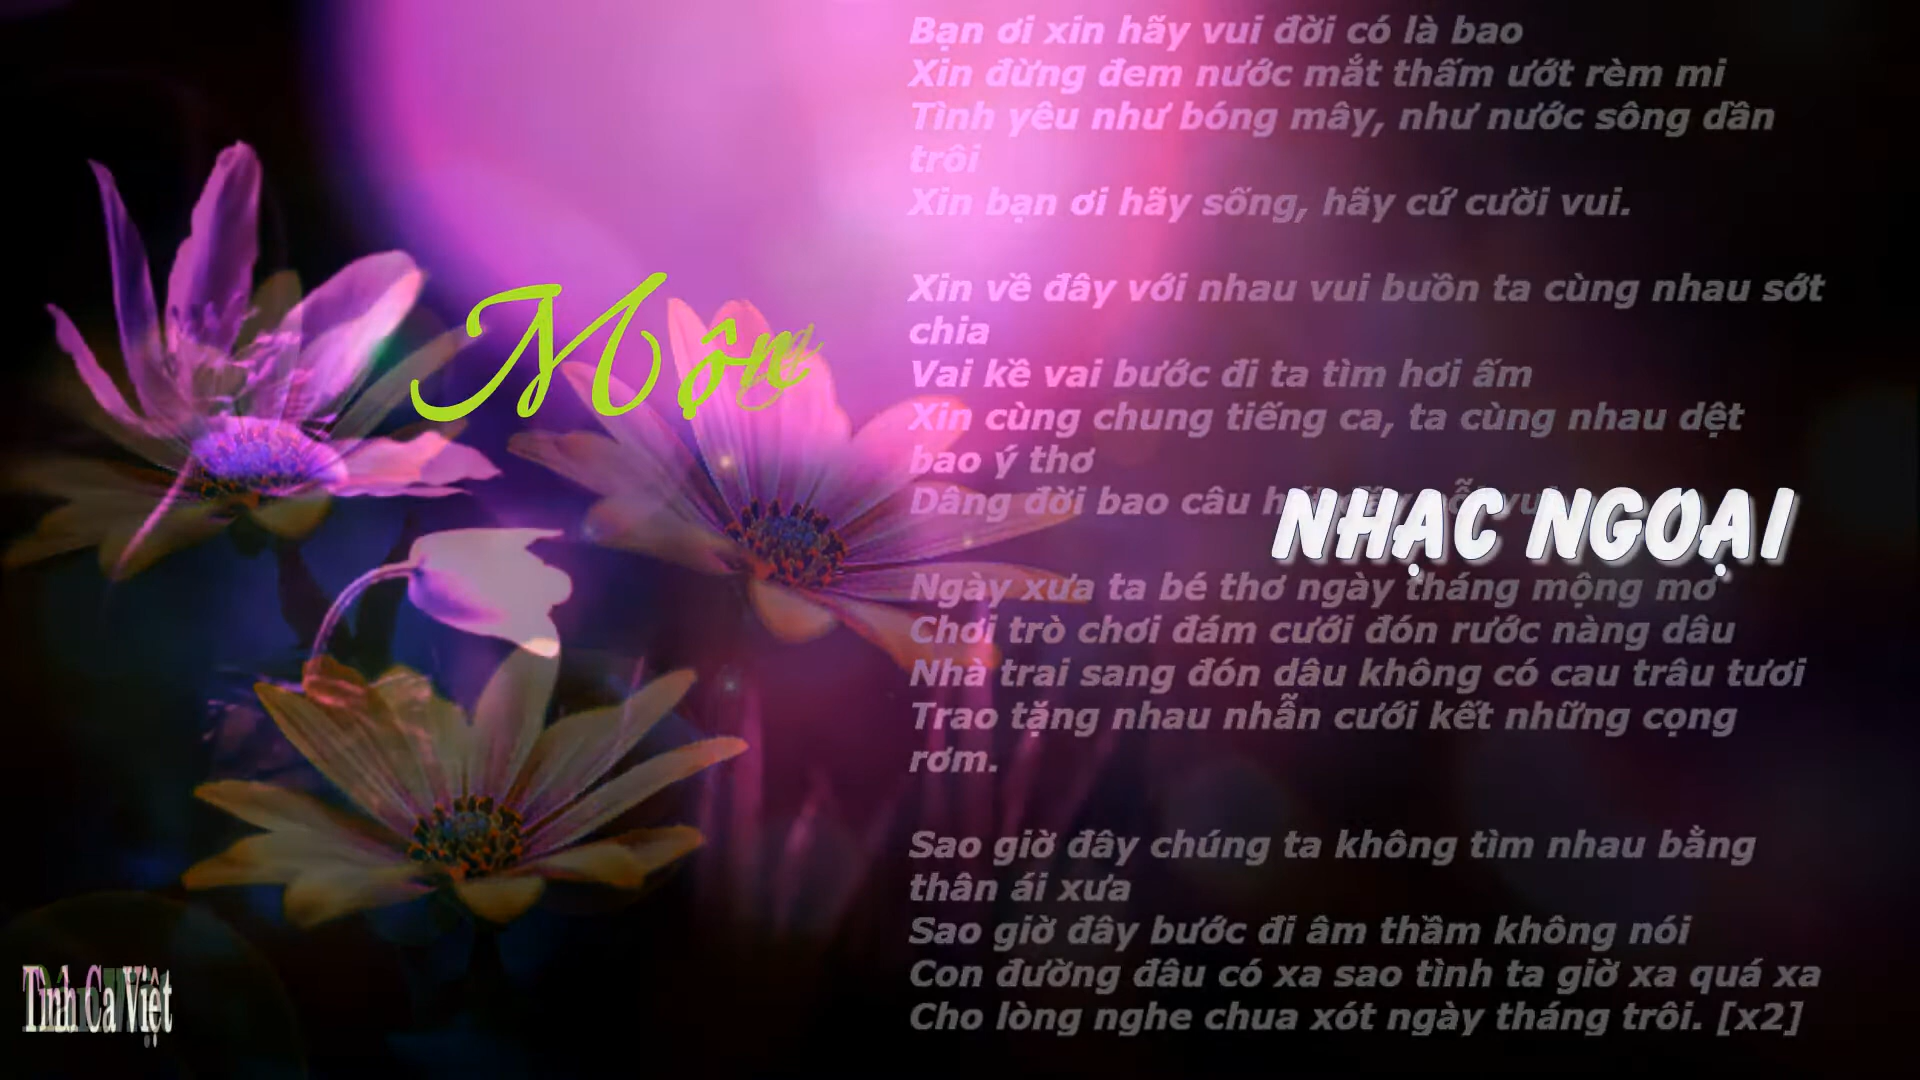 Bạn ơi xin hãy vui đời có là bao
Xin đừng đem nước mắt thấm ướt rèm mi
Tình yêu như bóng mây, như nước sông dần
trôi
Xin bạn ơi hãy sống, hãy cứ cười vui.
Xin về đây với nhau vui buồn ta cùng nhau sớt
chia
Vai kề vai bước đi ta tìm hơi ấm
Xin cùng chung tiếng ca, ta cùng nhau dệt
bao ý thơ
Dâng đời bao câu
NHẠC NGOẠI
Ngày xưa ta bé thơ ngày tháng mộng mơ
Chơi trò chơi đám cưới đón rước nàng dâu
Nhà trai sang đón dâu không có cau trâu tươi
Trao tặng nhau nhẫn cưới kết những cọng
rơm.
Sao giờ đây chúng ta không tìm nhau bằng
thân ái xưa
Sao giờ đây bước đi âm thầm không nói
Con đường đâu có xa sao tình ta giờ xa quá xa
Cho lòng nghe chua xót ngày tháng trôi. [x2]
Tình Ca Việt